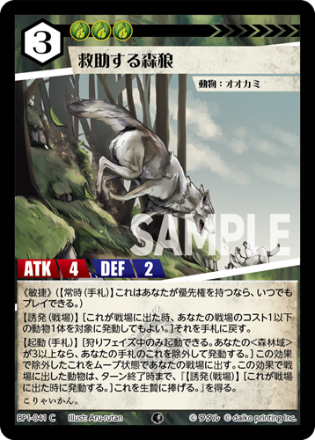 3
救助する森狼
動物：オオカミ
SAMPLE
ATK 4 DEF 2
《敏捷》（【常時（手札）】これはあなたが優先権を持つなら、いつでも
プレイできる。）
【誘発（戦場）】［これが戦場に出た時、あなたの戦場のコスト1以下
の動物1体を対象に発動してもよい。］それを手札に戻す。
【起動（手札）】［狩りフェイズ中のみ起動できる。あなたの＜森林域＞
が3以上なら、あなたの手札のこれを除外して起動する。］この効果
で除外したこれをムーブ状態であなたの戦場に出す。この効果で戦場
に出した場合、ターン終了時まで、「【誘発（戦場）】［これが戦場に
出た時に発動する。］これを生贄に捧げる。」を得る。
こりゃいかん。
BP1-041 C Illust: Aru-rutan
© daiko printing inc.